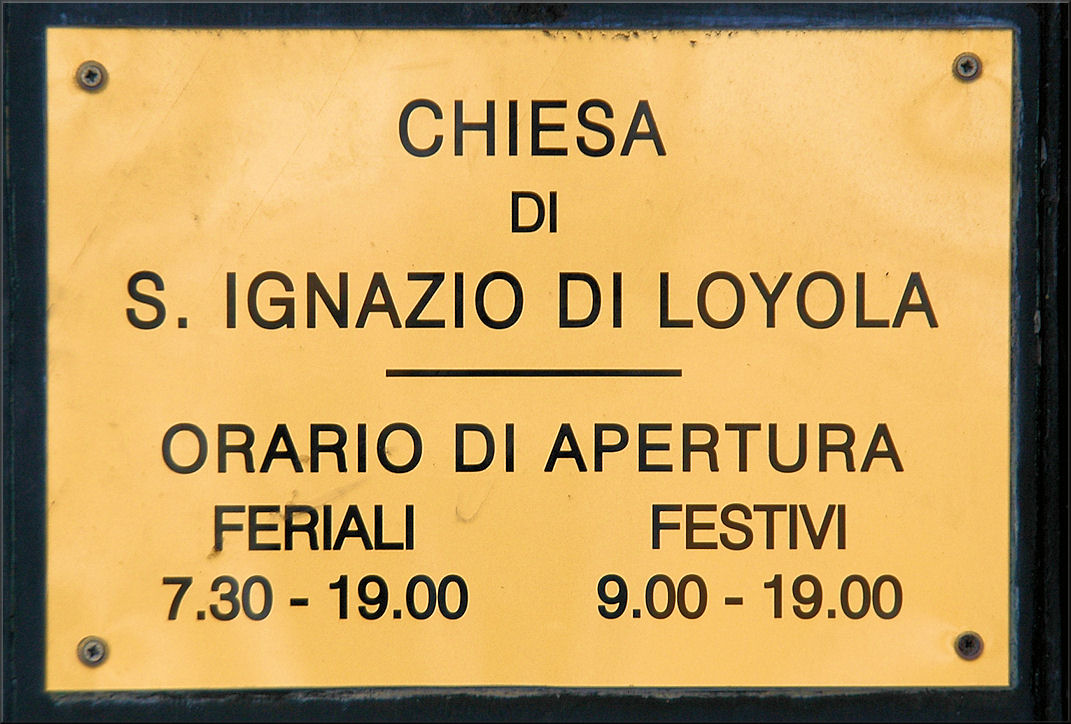 CHIESA
DI
S. IGNAZIO DI LOYOLA
ORARIO DI APERTURA
FERIALI FESTIVI
7.30 - 19.00 9.00 - 19.00